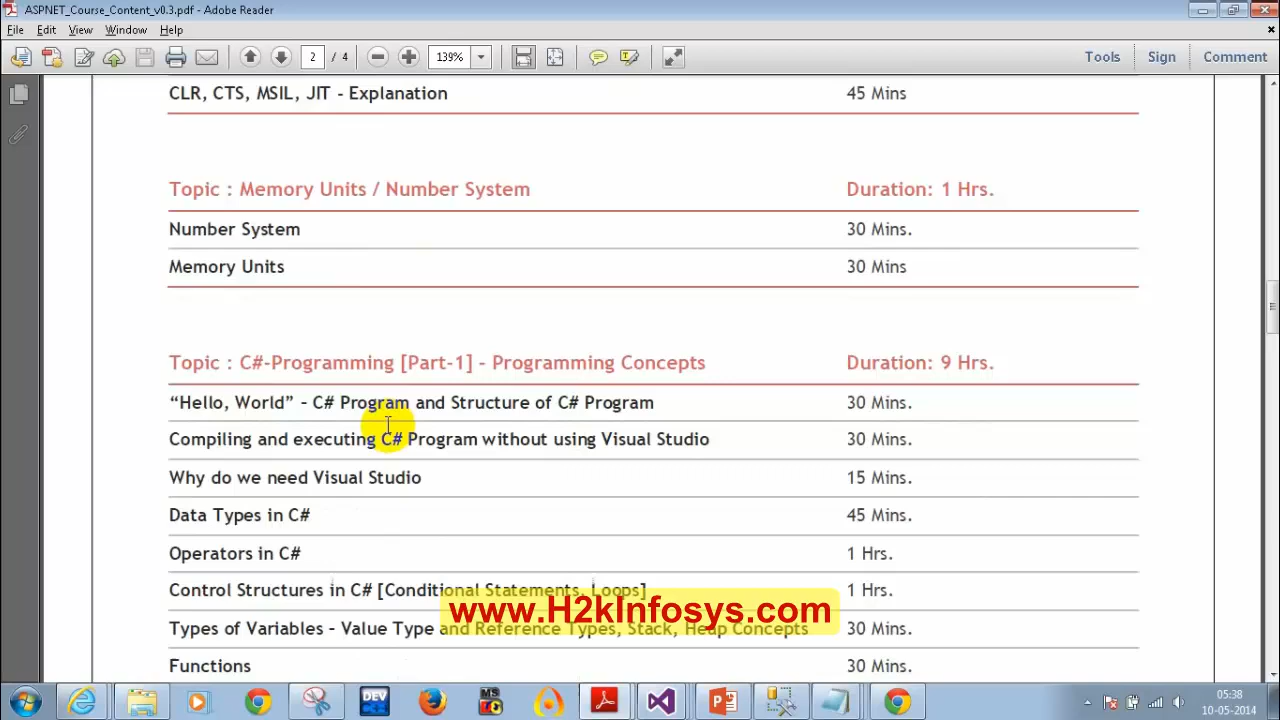 ASPNET_Course_Content_v0.3.pdf - Adobe Reader
File Edit View Window Help
2 / 4 139% Tools Sign Comment
CLR, CTS, MSIL, JIT - Explanation 45 Mins
Topic : Memory Units / Number System Duration: 1 Hrs.
Number System 30 Mins.
Memory Units 30 Mins
Topic : C#-Programming [Part-1] – Programming Concepts Duration: 9 Hrs.
“Hello, World” – C# Program and Structure of C# Program 30 Mins.
Compiling and executing C# Program without using Visual Studio 30 Mins.
Why do we need Visual Studio 15 Mins.
Data Types in C# 45 Mins.
Operators in C# 1 Hrs.
Control Structures in C# [Conditional Statements, Loops] 1 Hrs.
www.H2kInfosys.com
Types of Variables – Value Type and Reference Types, Stack, Heap Concepts 30 Mins.
Functions 30 Mins.
DEV
MS
05:38
10-05-2014